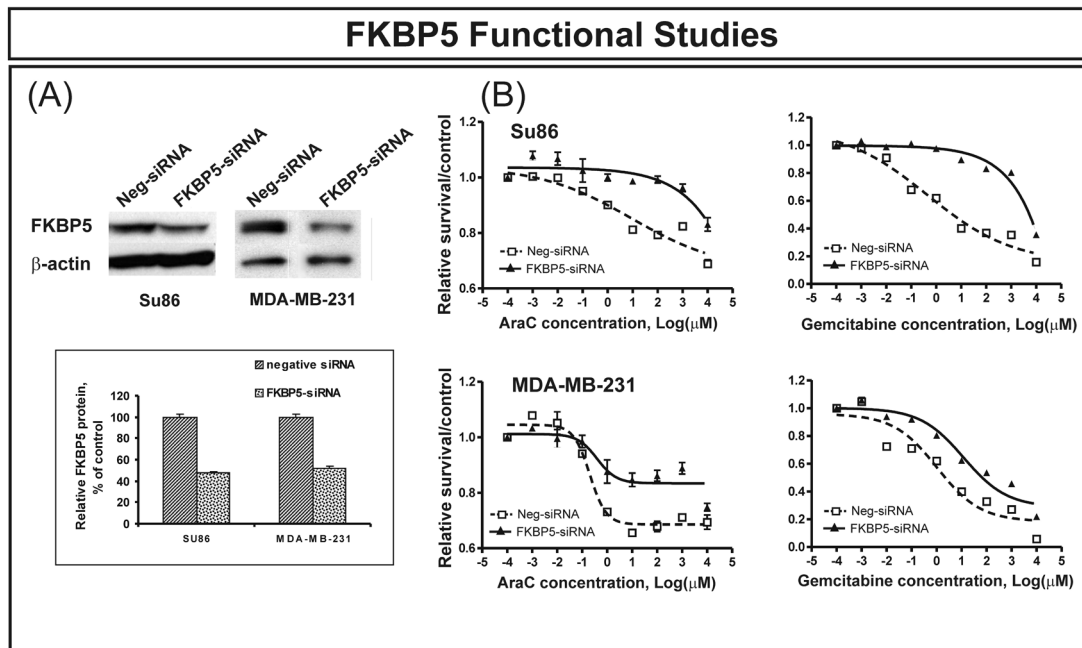 FKBP5 Functional Studies
(A)
Neg-siRNA
FKBP5-siRNA
Neg-siRNA
FKBP5-siRNA
FKBP5
β-actin
Su86
MDA-MB-231
negative siRNA
FKBP5-siRNA
Relative FKBP5 protein,
% of control
120
100
80
60
40
20
0
SU86
MDA-MB-231
(B)
Su86
Relative survival/control
1.2
1.0
0.8
0.6
Neg-siRNA
FKBP5-siRNA
-5 -4 -3 -2 -1 0 1 2 3 4 5
AraC concentration, Log(μM)
1.2
1.0
0.8
0.6
0.4
0.2
0.0
Neg-siRNA
FKBP5-siRNA
-5 -4 -3 -2 -1 0 1 2 3 4 5
Gemcitabine concentration, Log(μM)
MDA-MB-231
Relative survival/control
1.2
1.0
0.8
0.6
Neg-siRNA
FKBP5-siRNA
-5 -4 -3 -2 -1 0 1 2 3 4 5
AraC concentration, Log(μM)
1.2
1.0
0.8
0.6
0.4
0.2
0.0
Neg-siRNA
FKBP5-siRNA
-5 -4 -3 -2 -1 0 1 2 3 4 5
Gemcitabine concentration, Log(μM)